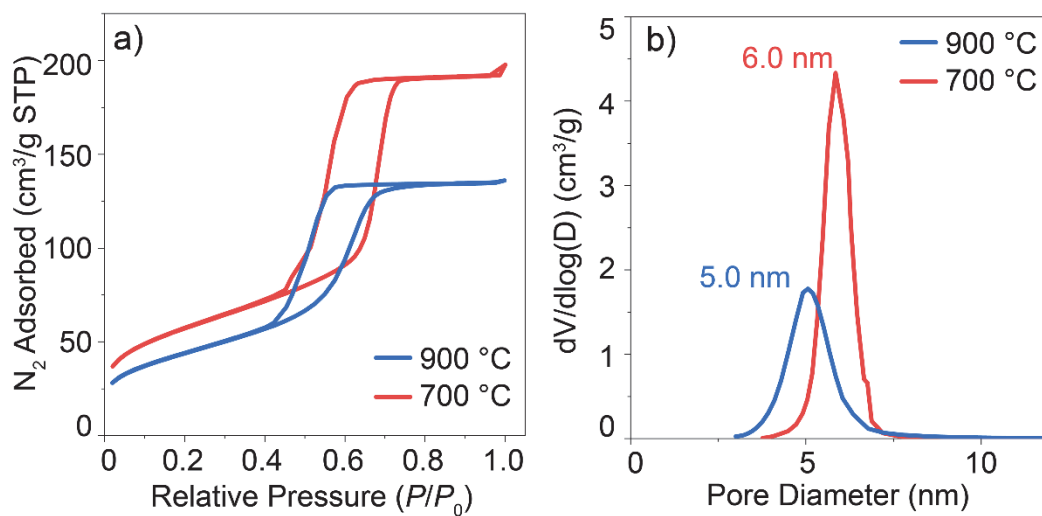 a)
N₂ Adsorbed (cm³/g STP)
200
150
100
50
0
0
0.2
0.4
0.6
0.8
1.0
Relative Pressure (P/P₀)
900 °C
700 °C
b)
dV/dlog(D) (cm³/g)
5
4
3
2
1
0
0
5
10
Pore Diameter (nm)
6.0 nm
5.0 nm
900 °C
700 °C